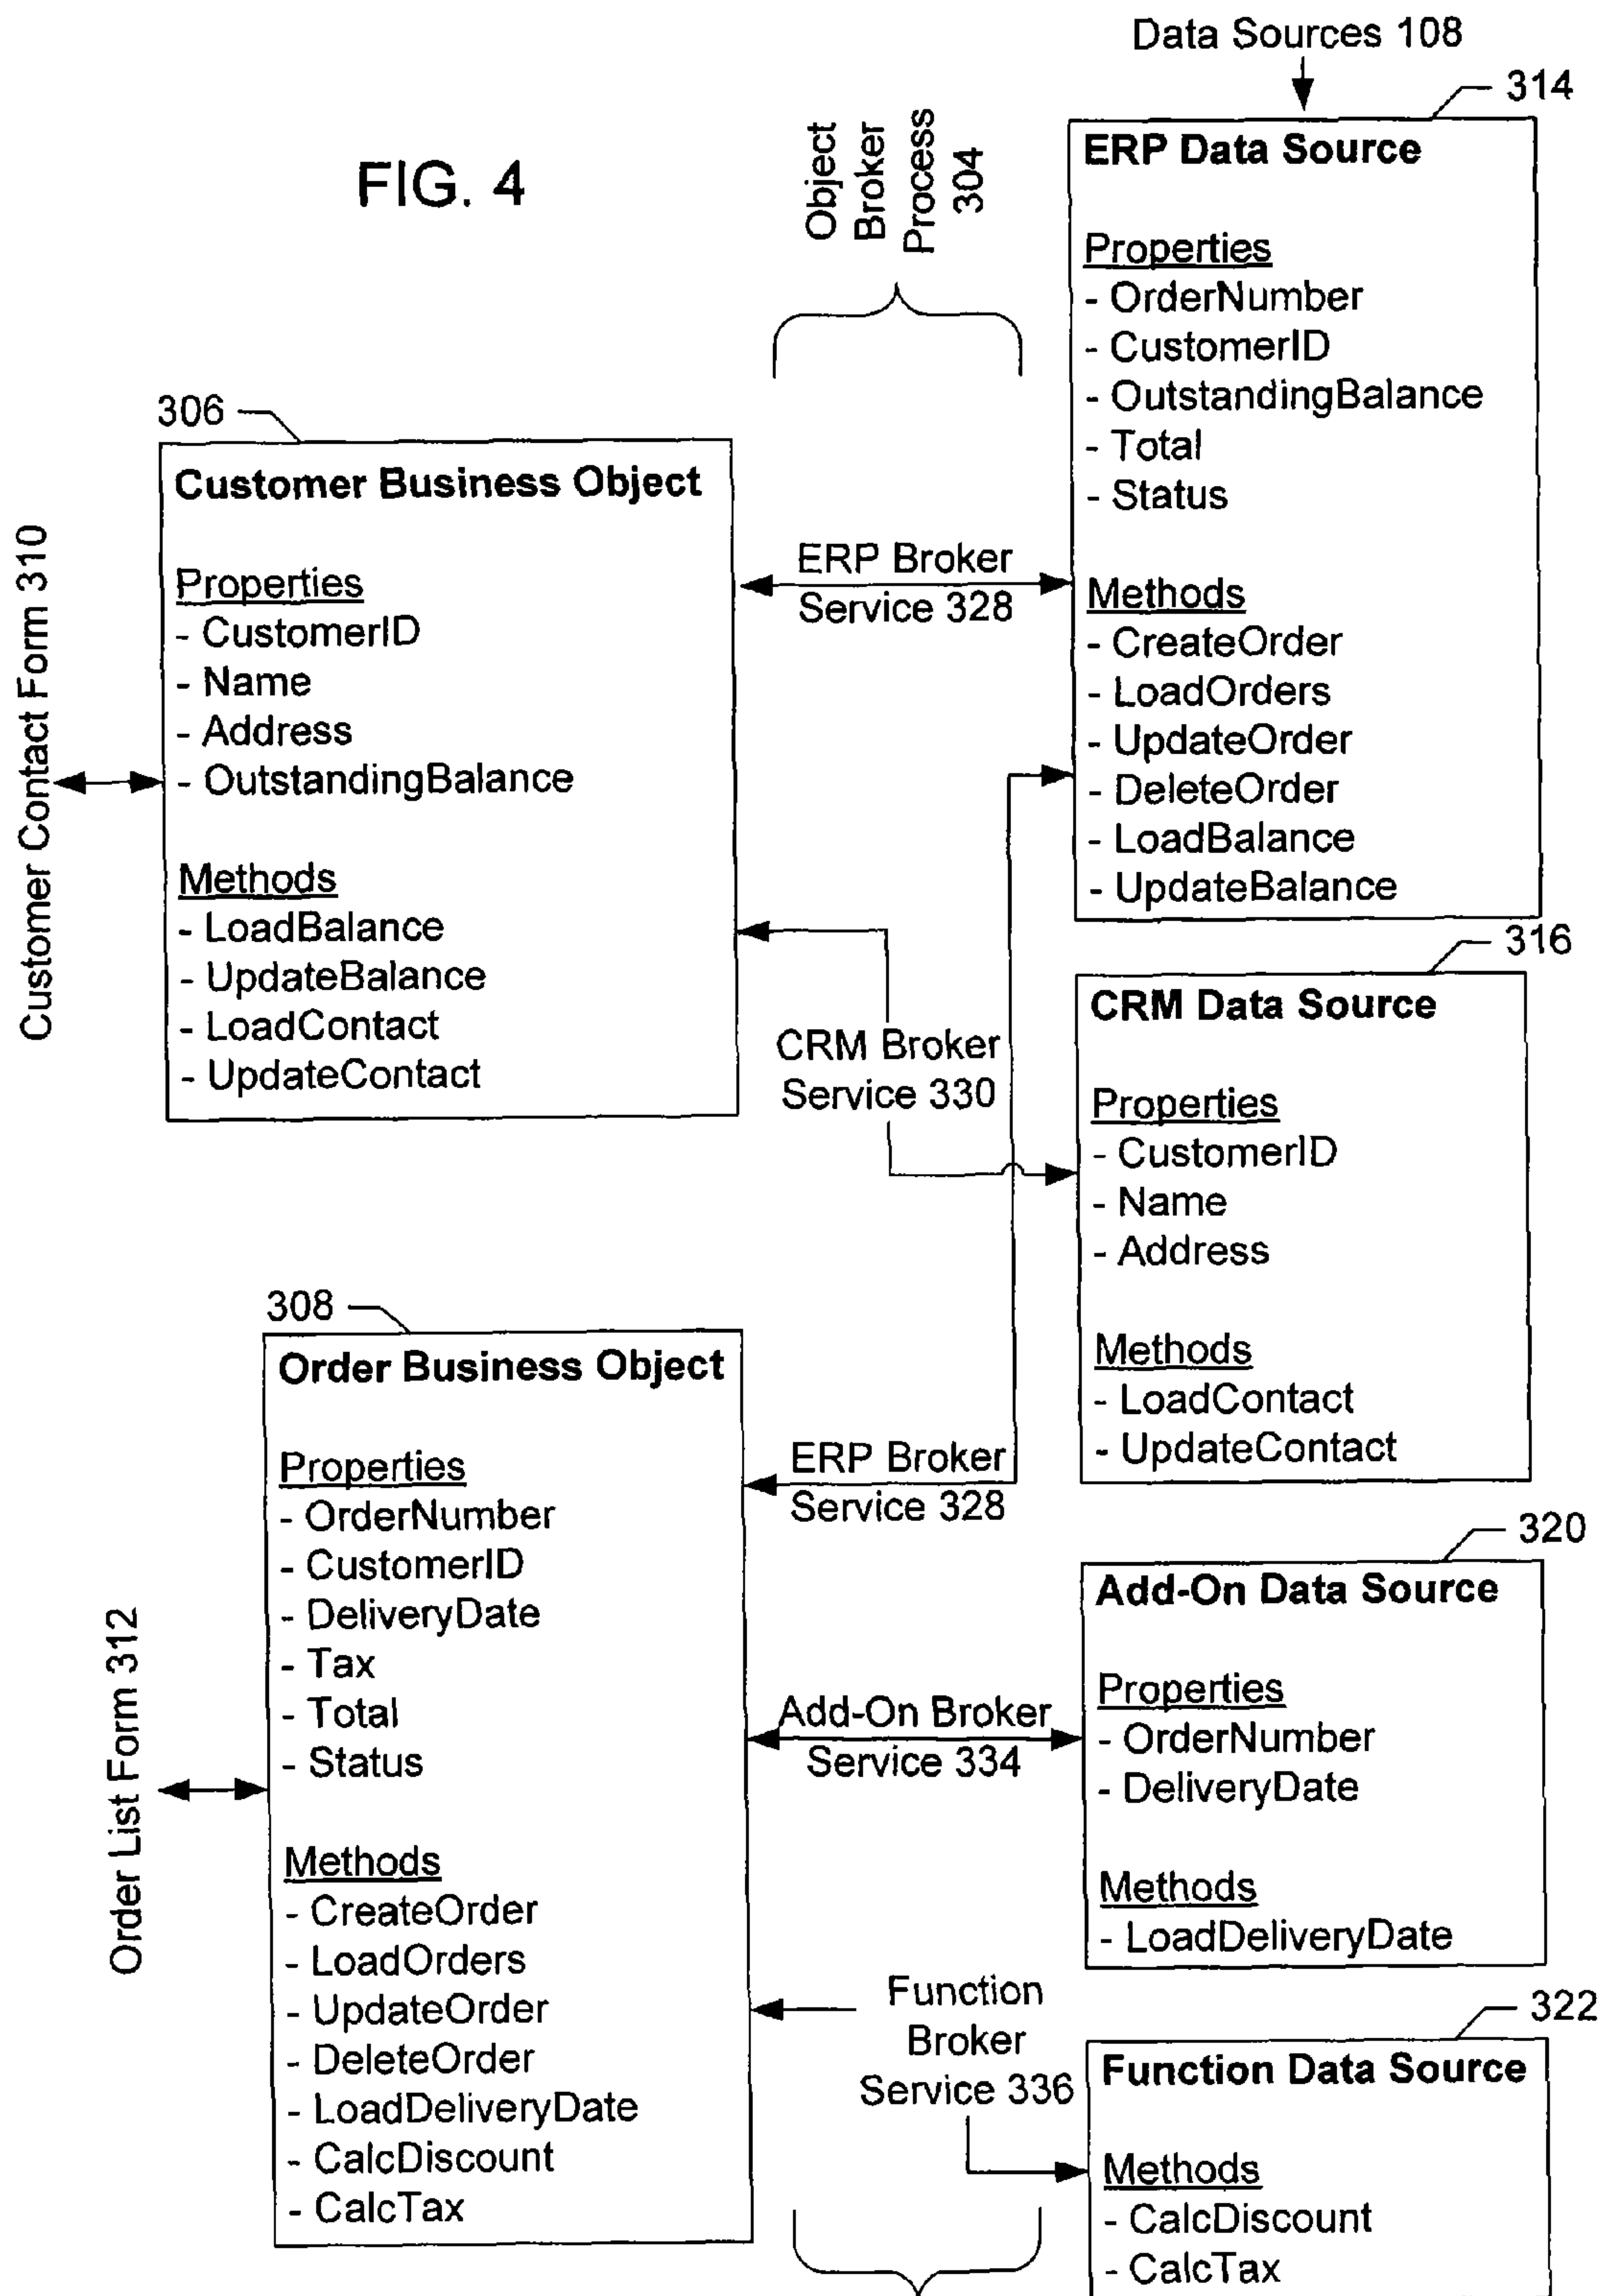 Data Sources 108
314
FIG. 4
Object
Broker
Process
304
ERP Data Source
Properties
- OrderNumber
- CustomerID
- OutstandingBalance
- Total
- Status
Methods
- CreateOrder
- LoadOrders
- UpdateOrder
- DeleteOrder
- LoadBalance
- UpdateBalance
306
Customer Business Object
Properties
- CustomerID
- Name
- Address
- OutstandingBalance
Methods
- LoadBalance
- UpdateBalance
- LoadContact
- UpdateContact
Customer Contact Form 310
ERP Broker
Service 328
CRM Broker
Service 330
316
CRM Data Source
Properties
- CustomerID
- Name
- Address
Methods
- LoadContact
- UpdateContact
308
Order Business Object
Properties
- OrderNumber
- CustomerID
- DeliveryDate
- Tax
- Total
- Status
Methods
- CreateOrder
- LoadOrders
- UpdateOrder
- DeleteOrder
- LoadDeliveryDate
- CalcDiscount
- CalcTax
Order List Form 312
ERP Broker
Service 328
Add-On Broker
Service 334
Function
Broker
Service 336
320
Add-On Data Source
Properties
- OrderNumber
- DeliveryDate
Methods
- LoadDeliveryDate
322
Function Data Source
Methods
- CalcDiscount
- CalcTax